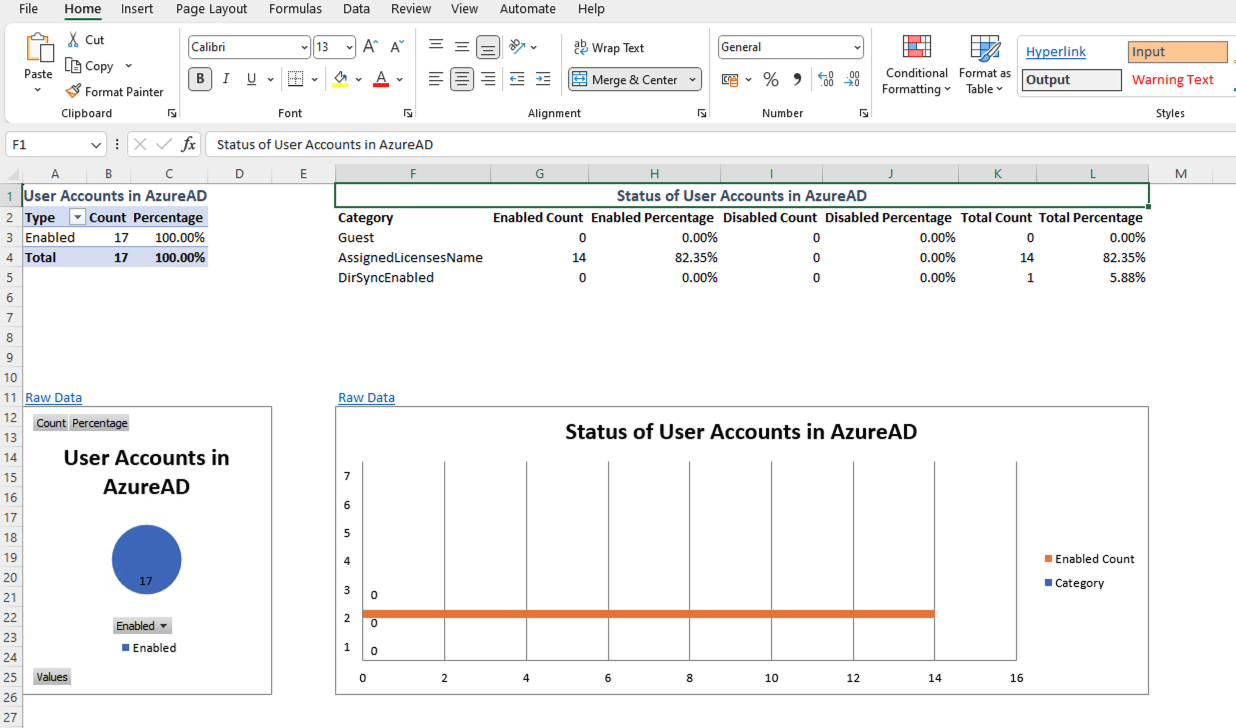 File Home Insert Page Layout Formulas Data Review View Automate Help
Paste
Cut
Copy
Format Painter
Clipboard
Calibri 13 A A
B I U A
Font
ab Wrap Text
Merge & Center
Alignment
General
% 9 .00 .00
Number
Conditional Formatting
Format as Table
Hyperlink Input
Output Warning Text
Styles
F1 fx Status of User Accounts in AzureAD
A B C D E F G H I J K L M
1 User Accounts in AzureAD Status of User Accounts in AzureAD
2 Type Count Percentage Category Enabled Count Enabled Percentage Disabled Count Disabled Percentage Total Count Total Percentage
3 Enabled 17 100.00% Guest 0 0.00% 0 0.00% 0 0.00%
4 Total 17 100.00% AssignedLicensesName 14 82.35% 0 0.00% 14 82.35%
5 DirSyncEnabled 0 0.00% 0 0.00% 1 5.88%
6
7
8
9
10
11 Raw Data Raw Data
12
13
14
15
16
17
18
19
20
21
22
23
24
25
26
27
Count Percentage
User Accounts in
AzureAD
17
Enabled
Enabled
Values
Status of User Accounts in AzureAD
7
6
5
4
3 0
2 0
1 0
0 2 4 6 8 10 12 14 16
Enabled Count
Category